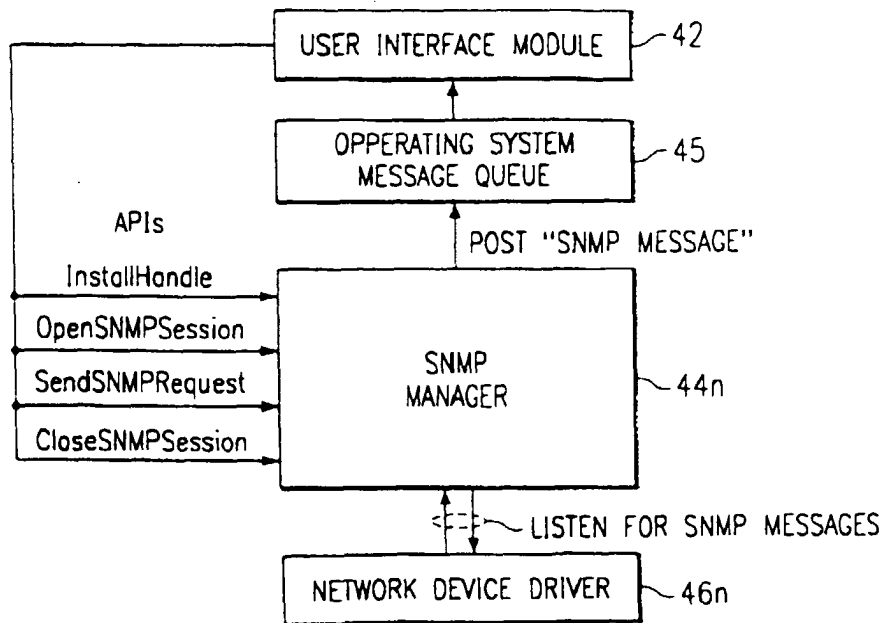 USER INTERFACE MODULE
42
OPPERATING SYSTEM
MESSAGE QUEUE
45
APIs
POST "SNMP MESSAGE"
InstallHandle
OpenSNMPSession
SendSNMPRequest
CloseSNMPSession
SNMP
MANAGER
44n
LISTEN FOR SNMP MESSAGES
NETWORK DEVICE DRIVER
46n